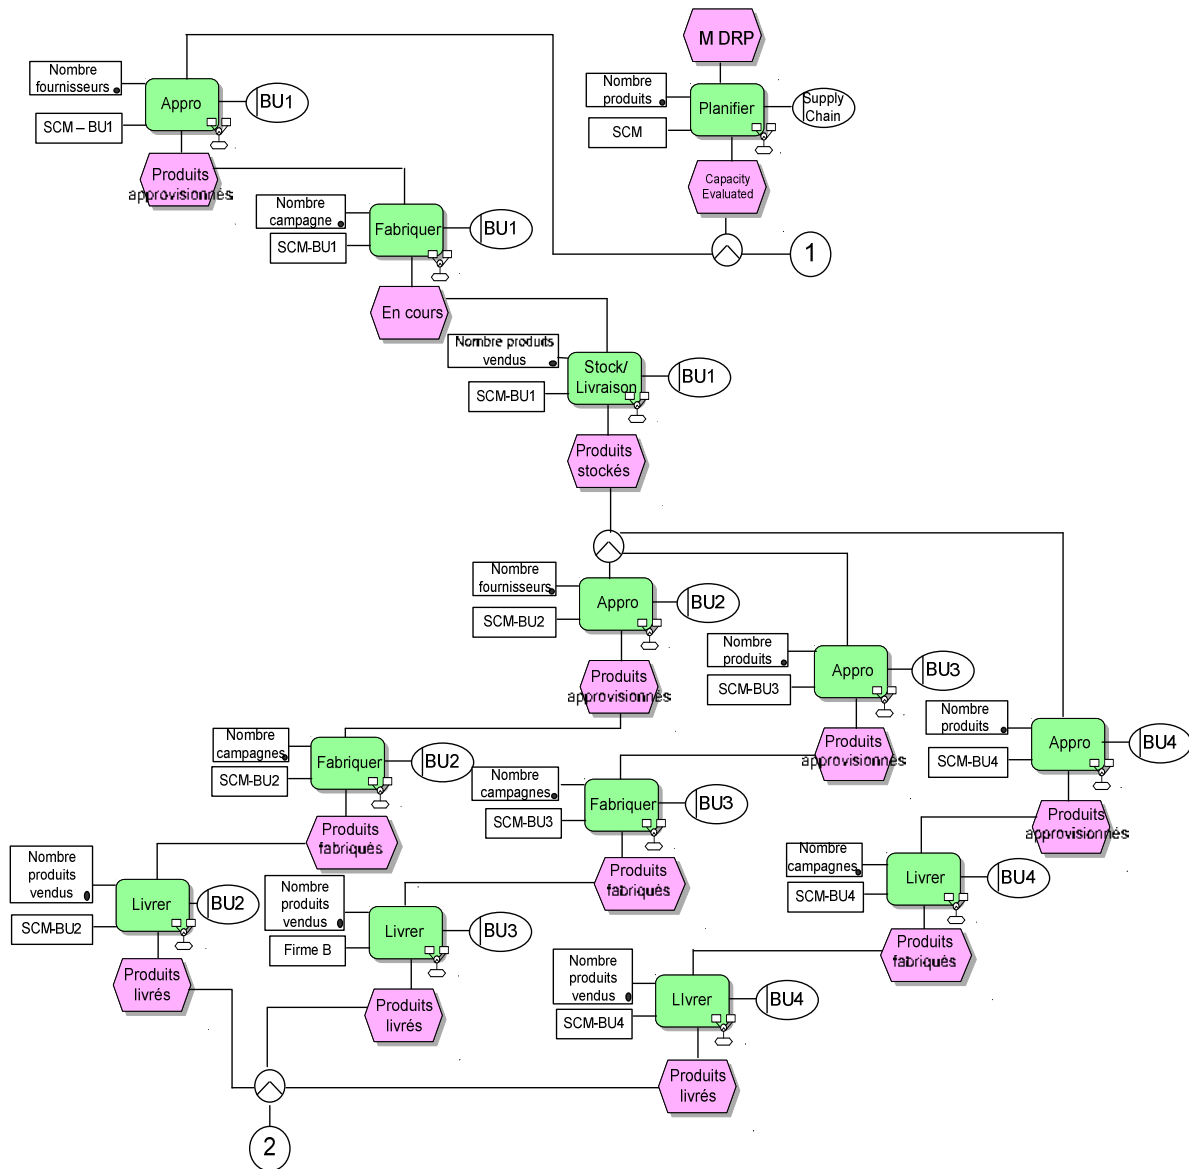 M DRP
Nombre
produits
Planifier
Supply
Chain
SCM
Capacity
Evaluated
1
Nombre
fournisseurs
Appro
BU1
SCM – BU1
Produits
approvisionnés
Nombre
campagne
Fabriquer
BU1
SCM-BU1
En cours
Nombre produits
vendus
Stock/
Livraison
BU1
SCM-BU1
Produits
stockés
Nombre
fournisseurs
Appro
BU2
SCM-BU2
Produits
approvisionnés
Nombre
produits
Appro
BU3
SCM-BU3
Produits
approvisionnés
Nombre
produits
Appro
BU4
SCM-BU4
Produits
approvisionnés
Nombre
campagnes
Fabriquer
BU2
SCM-BU2
Produits
fabriqués
Nombre
campagnes
Fabriquer
BU3
SCM-BU3
Produits
fabriqués
Nombre
campagnes
Livrer
BU4
SCM-BU4
Produits
fabriqués
Nombre
produits
vendus
Livrer
BU2
SCM-BU2
Produits
livrés
Nombre
produits
vendus
Livrer
BU3
Firme B
Produits
livrés
Nombre
produits
vendus
LIvrer
BU4
SCM-BU4
Produits
livrés
2